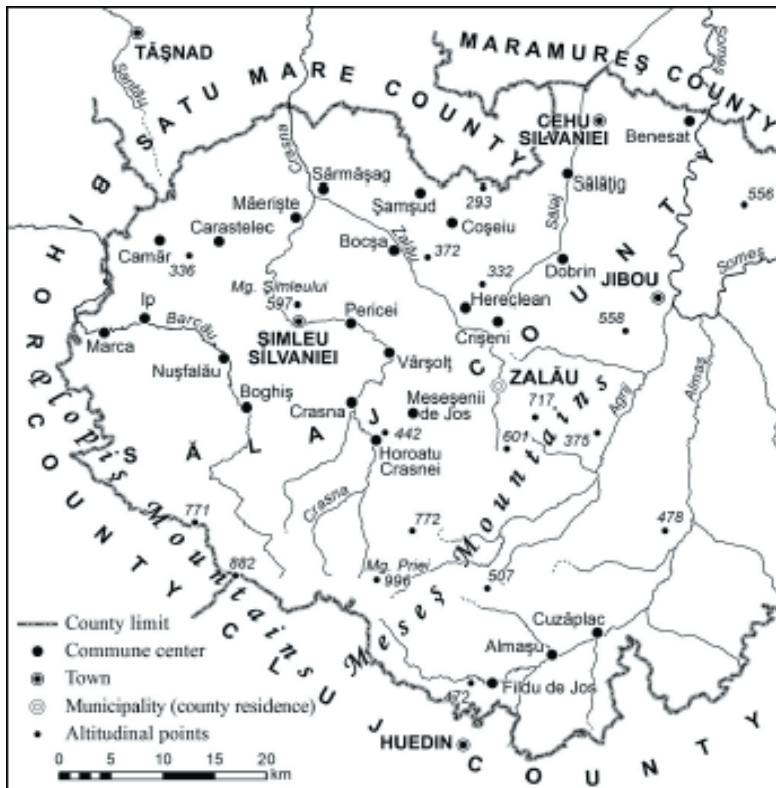 TĂŞNAD
Santău
SATU MARE COUNTY
MARAMUREŞ COUNTY
Someş
CEHU
SILVANIEI
Benesat
Crasna
Sărmăşag
Şamşud
293
Sălăţig
556
Măerişte
Coşeiu
Sălaj
Carastelec
Camăr
336
Bocşa
Zalău
372
Dobrin
Someş
332
JIBOU
Mg. Şimleului
597
Hereclean
Ip
Barcău
Pericei
Crişeni
558
Marca
ŞIMLEU
SILVANIEI
Vârşolţ
Nuşfalău
ZALĂU
Almaş
Agrij
Boghiş
Meseşenii
de Jos
717
Crasna
442
601
375
Horoatu
Crasnei
SĂLAJ COUNTY
BIHOR COUNTY
Plopiş Mountains
Meseş Mountains
771
Crasna
772
478
882
Mg. Priei
996
507
Cuzăplac
Almaşu
472
Fildu de Jos
HUEDIN
CLUJ COUNTY
County limit
Commune center
Town
Municipality (county residence)
Altitudinal points
0 10 20
km